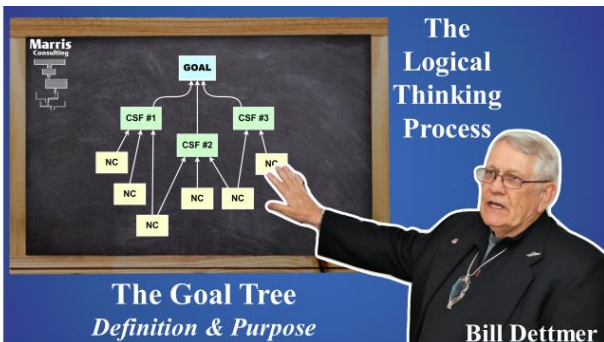 Marris
Consulting
The
Logical
Thinking
Process
GOAL
CSF #1
CSF #3
CSF #2
NC
NC
NC
NC
NC
NC
The Goal Tree
Definition & Purpose
Bill Dettmer